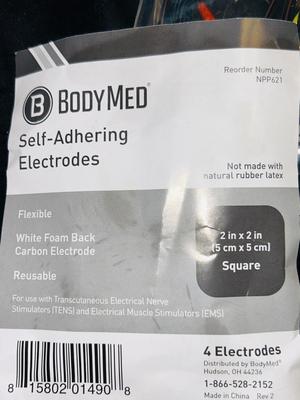 Reorder Number
NPP621
B BODYMED®
Self-Adhering
Electrodes
Not made with
natural rubber latex
Flexible
White Foam Back
Carbon Electrode
Reusable
2 in x 2 in
(5 cm x 5 cm)
Square
For use with Transcutaneous Electrical Nerve
Stimulators (TENS) and Electrical Muscle Stimulators (EMS)
4 Electrodes
Distributed by BodyMed®
Hudson, OH 44236
1-866-528-2152
Made in China Rev 2
8 15802 01490 8